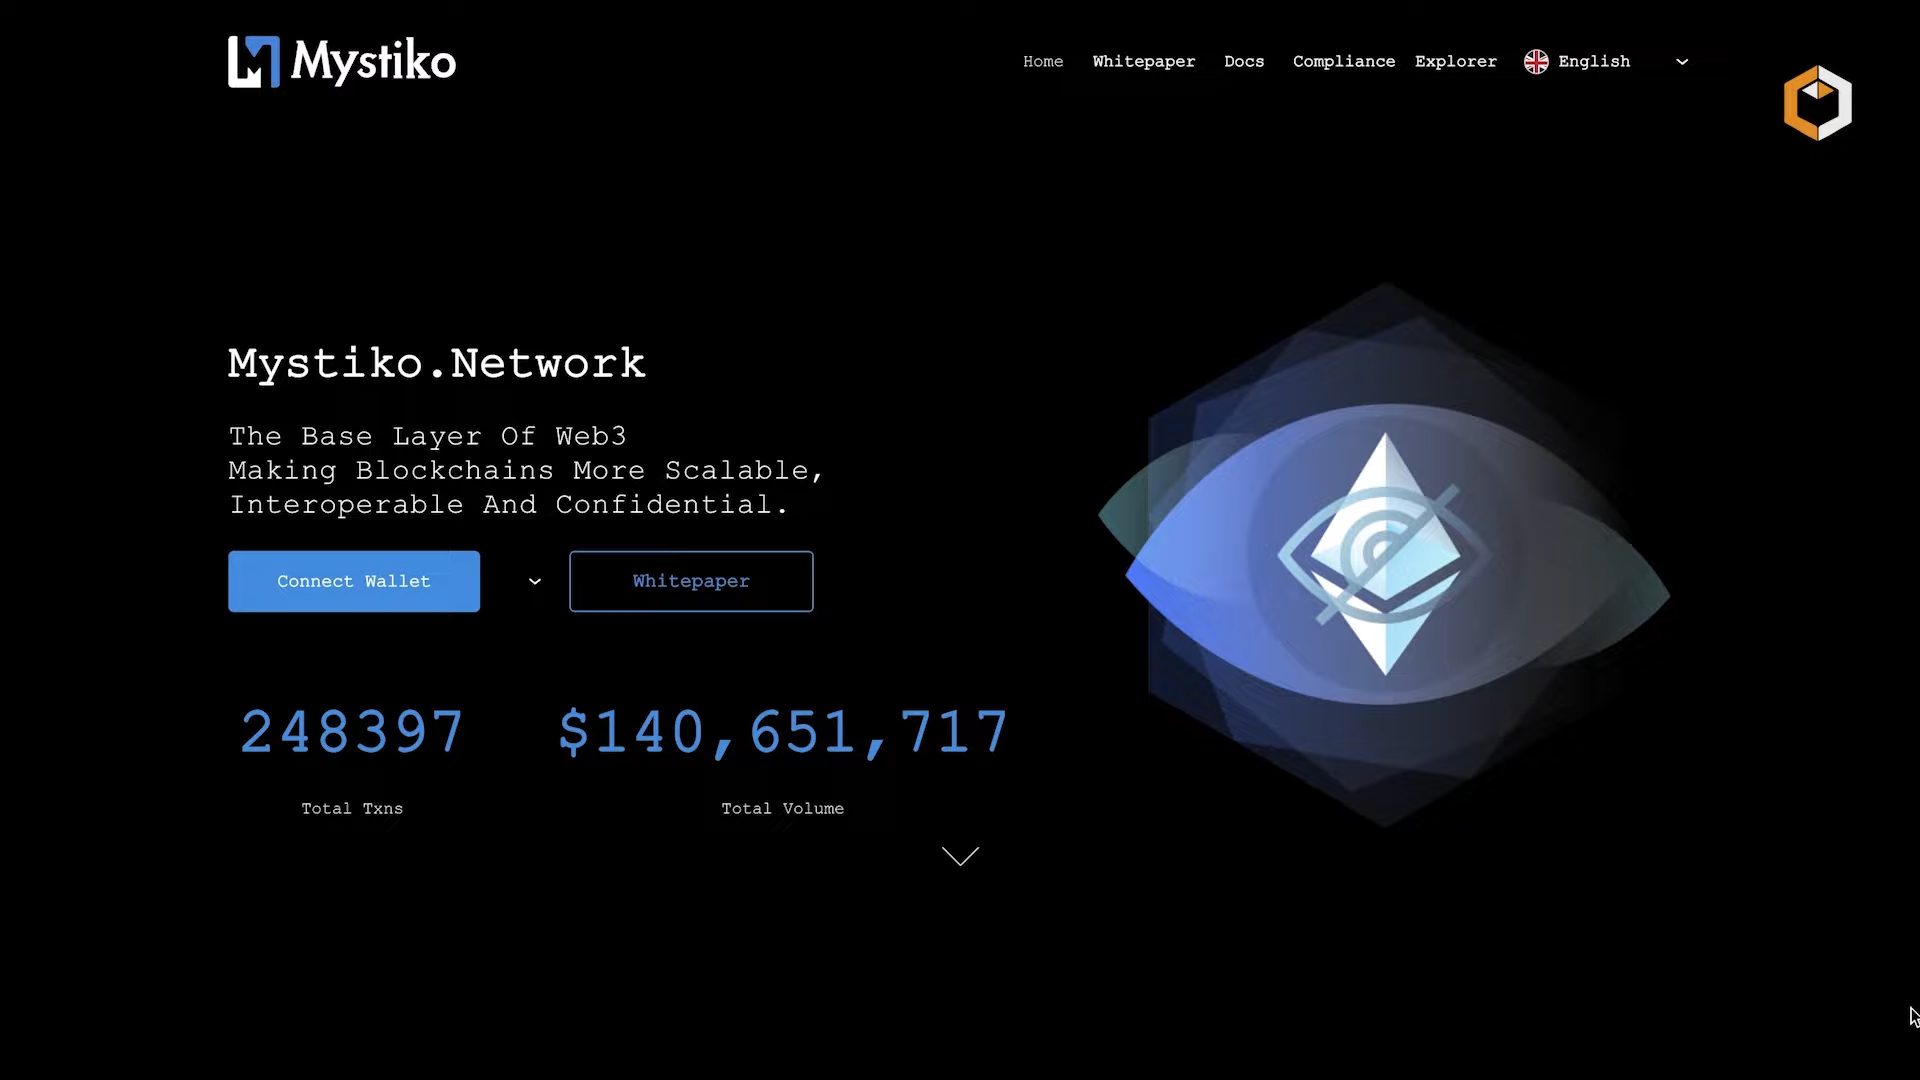 Mystiko
Home Whitepaper Docs Compliance Explorer English
Mystiko.Network
The Base Layer Of Web3
Making Blockchains More Scalable,
Interoperable And Confidential.
Connect Wallet
Whitepaper
248397
$140,651,717
Total Txns
Total Volume